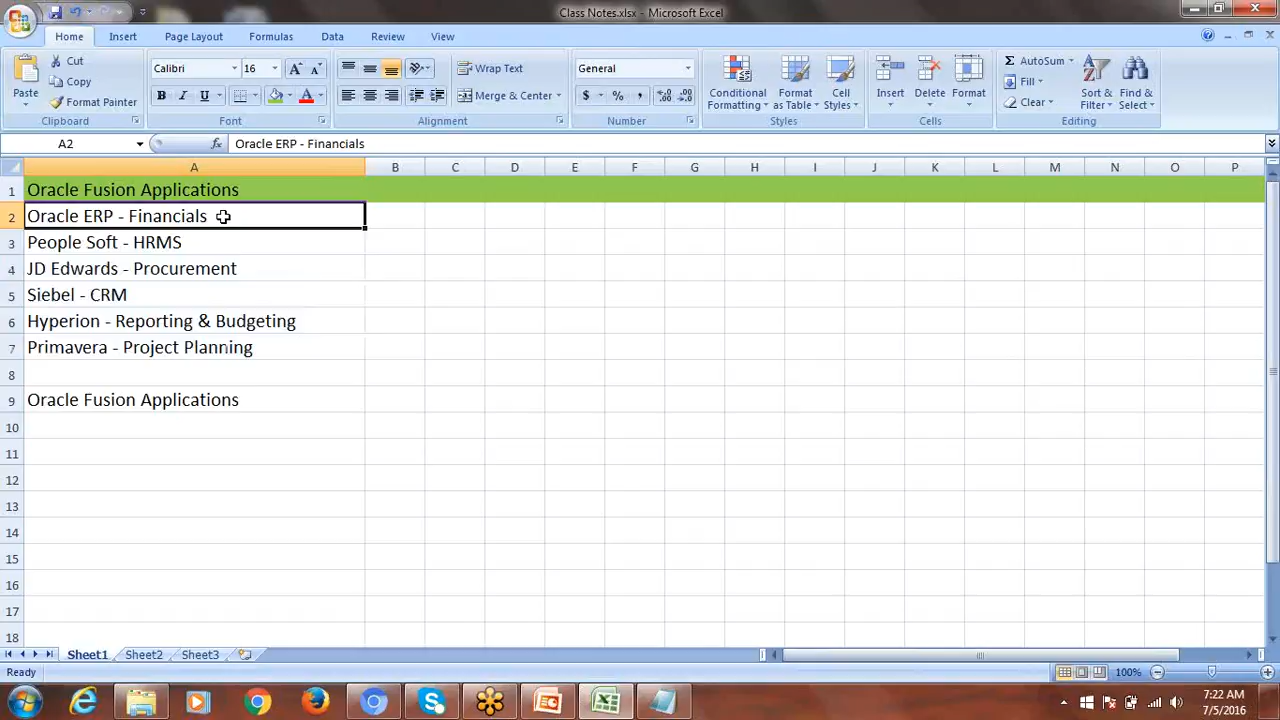 Class Notes.xlsx - Microsoft Excel
Home Insert Page Layout Formulas Data Review View
Paste
Cut
Copy
Format Painter
Clipboard
Calibri 16
B I U
Font
Wrap Text
Merge & Center
Alignment
General
$ % ,
Number
Conditional Formatting
Format as Table
Cell Styles
Styles
Insert
Delete
Format
Cells
AutoSum
Fill
Clear
Sort & Filter
Find & Select
Editing
A2 fx Oracle ERP - Financials
A B C D E F G H I J K L M N O P
1 Oracle Fusion Applications
2 Oracle ERP - Financials
3 People Soft - HRMS
4 JD Edwards - Procurement
5 Siebel - CRM
6 Hyperion - Reporting & Budgeting
7 Primavera - Project Planning
8
9 Oracle Fusion Applications
10
11
12
13
14
15
16
17
18
Sheet1 Sheet2 Sheet3
Ready 100%
7:22 AM
7/5/2016